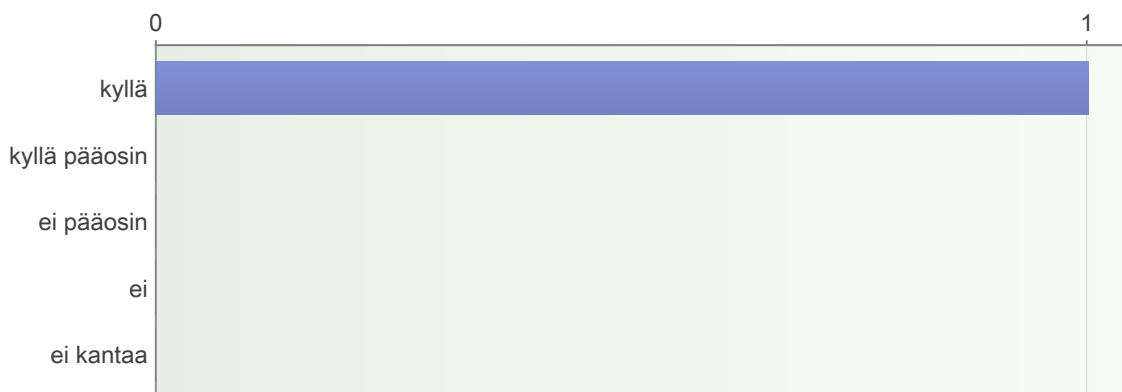 0 1
kyllä
kyllä pääosin
ei pääosin
ei
ei kantaa